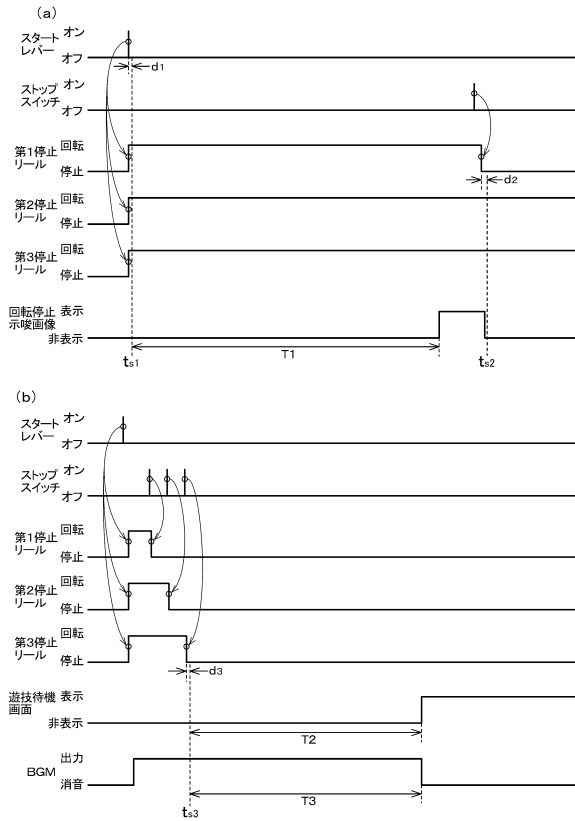 (a)
スタート
レバー
オン
オフ
d1
ストップ
スイッチ
オン
オフ
第1停止
リール
回転
停止
d2
第2停止
リール
回転
停止
第3停止
リール
回転
停止
回転停止
示唆画像
表示
非表示
T1
ts1
ts2
(b)
スタート
レバー
オン
オフ
ストップ
スイッチ
オン
オフ
第1停止
リール
回転
停止
第2停止
リール
回転
停止
第3停止
リール
回転
停止
d3
遊技待機
画面
表示
非表示
T2
BGM
出力
消音
T3
ts3